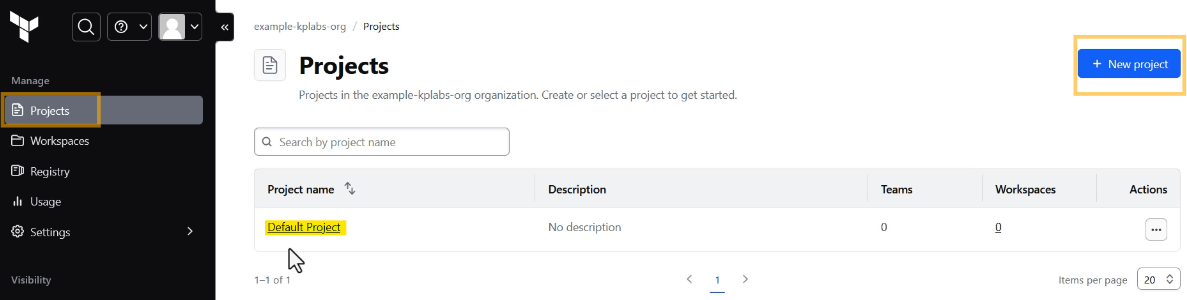 example-kplabs-org / Projects
Projects
+ New project
Projects in the example-kplabs-org organization. Create or select a project to get started.
Manage
Projects
Workspaces
Registry
Usage
Settings
Visibility
Search by project name
Project name Description Teams Workspaces Actions
Default Project No description 0 0
1–1 of 1 1 Items per page 20